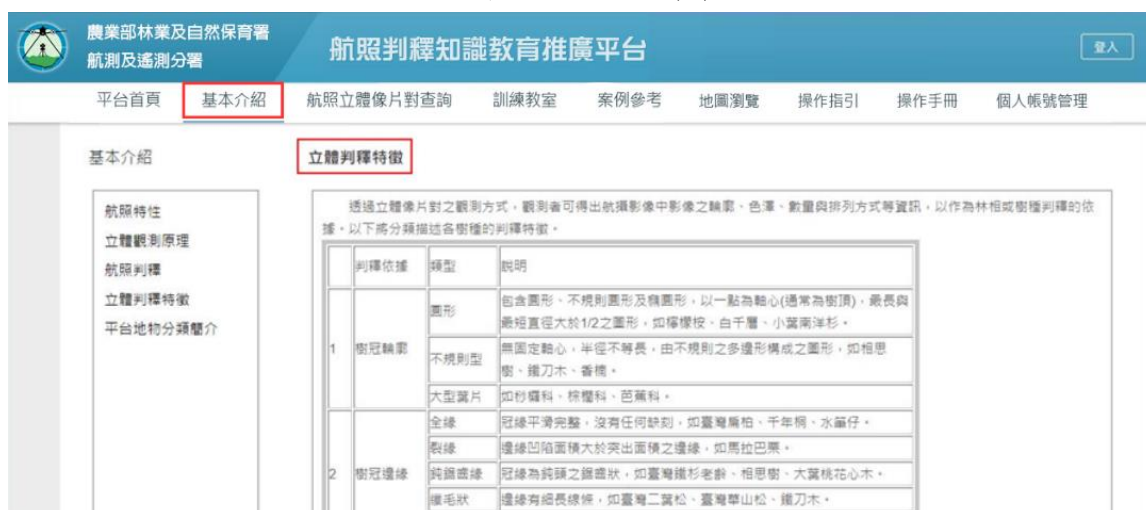 農業部林業及自然保育署
航測及遙測分署
航照判釋知識教育推廣平台
登入
平台首頁
基本介紹
航照立體像片對查詢
訓練教室
案例參考
地圖瀏覽
操作指引
操作手冊
個人帳號管理
基本介紹
立體判釋特徵
航照特性
立體觀測原理
航照判釋
立體判釋特徵
平台地物分類簡介
透過立體像片對之觀測方式，觀測者可得出航攝影像中影像之輪廓、色澤、數量與排列方式等資訊，以作為林相或樹種判釋的依
據。以下將分類描述各樹種的判釋特徵。
判釋依據 類型 說明
1 樹冠輪廓
圓形
包含圓形、不規則圓形及橢圓形，以一點為軸心(通常為樹頂)，最長與
最短直徑大於1/2之圖形，如檸檬桉、白千層、小葉南洋杉。
不規則型
無固定軸心，半徑不等長，由不規則之多邊形構成之圖形，如相思
樹、鐵刀木、香楠。
大型葉片 如桫欏科、棕櫚科、芭蕉科。
2 樹冠邊緣
全緣 冠緣平滑完整，沒有任何缺刻，如臺灣扁柏、千年桐、水筆仔。
裂緣 邊緣凹陷面積大於突出面積之邊緣，如馬拉巴栗。
鈍鋸齒緣 冠緣為鈍頭之鋸齒狀，如臺灣鐵杉老齡、相思樹、大葉桃花心木。
纖毛狀 邊緣有細長線條，如臺灣二葉松、臺灣華山松、鐵刀木。